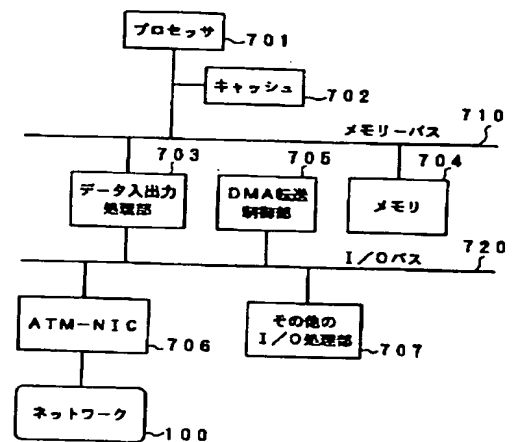 プロセッサ
701
キャッシュ
702
メモリーバス
710
703
705
704
データ入出力
処理部
DMA転送
制御部
メモリ
I/Oバス
720
ATM-NIC
706
その他の
I/O処理部
707
ネットワーク
100